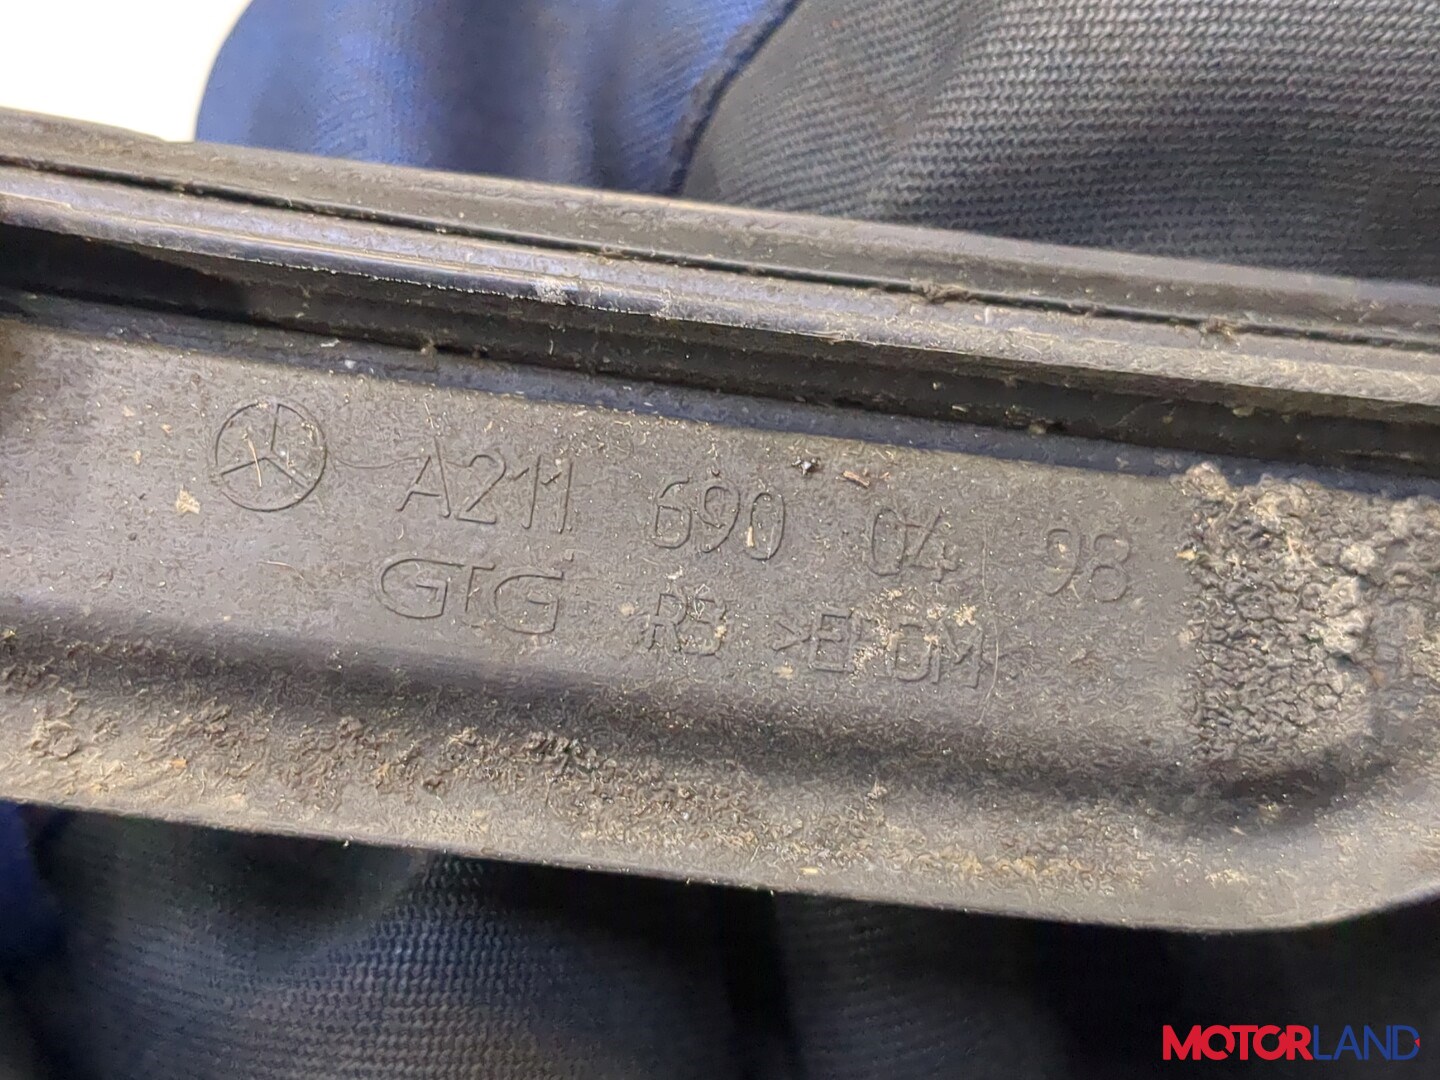 A211 690 04 98
GTG R3 >EPDM<
MOTORLAND